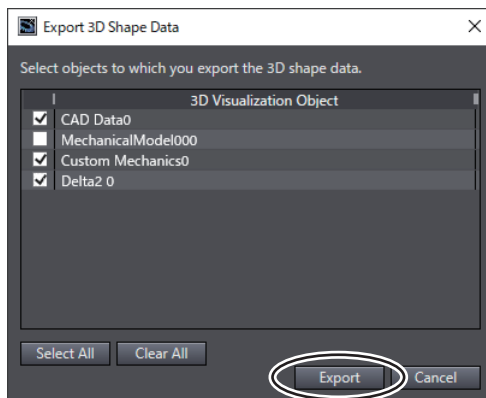 Export 3D Shape Data
Select objects to which you export the 3D shape data.
3D Visualization Object
CAD Data0
MechanicalModel000
Custom Mechanics0
Delta2 0
Select All Clear All
Export Cancel